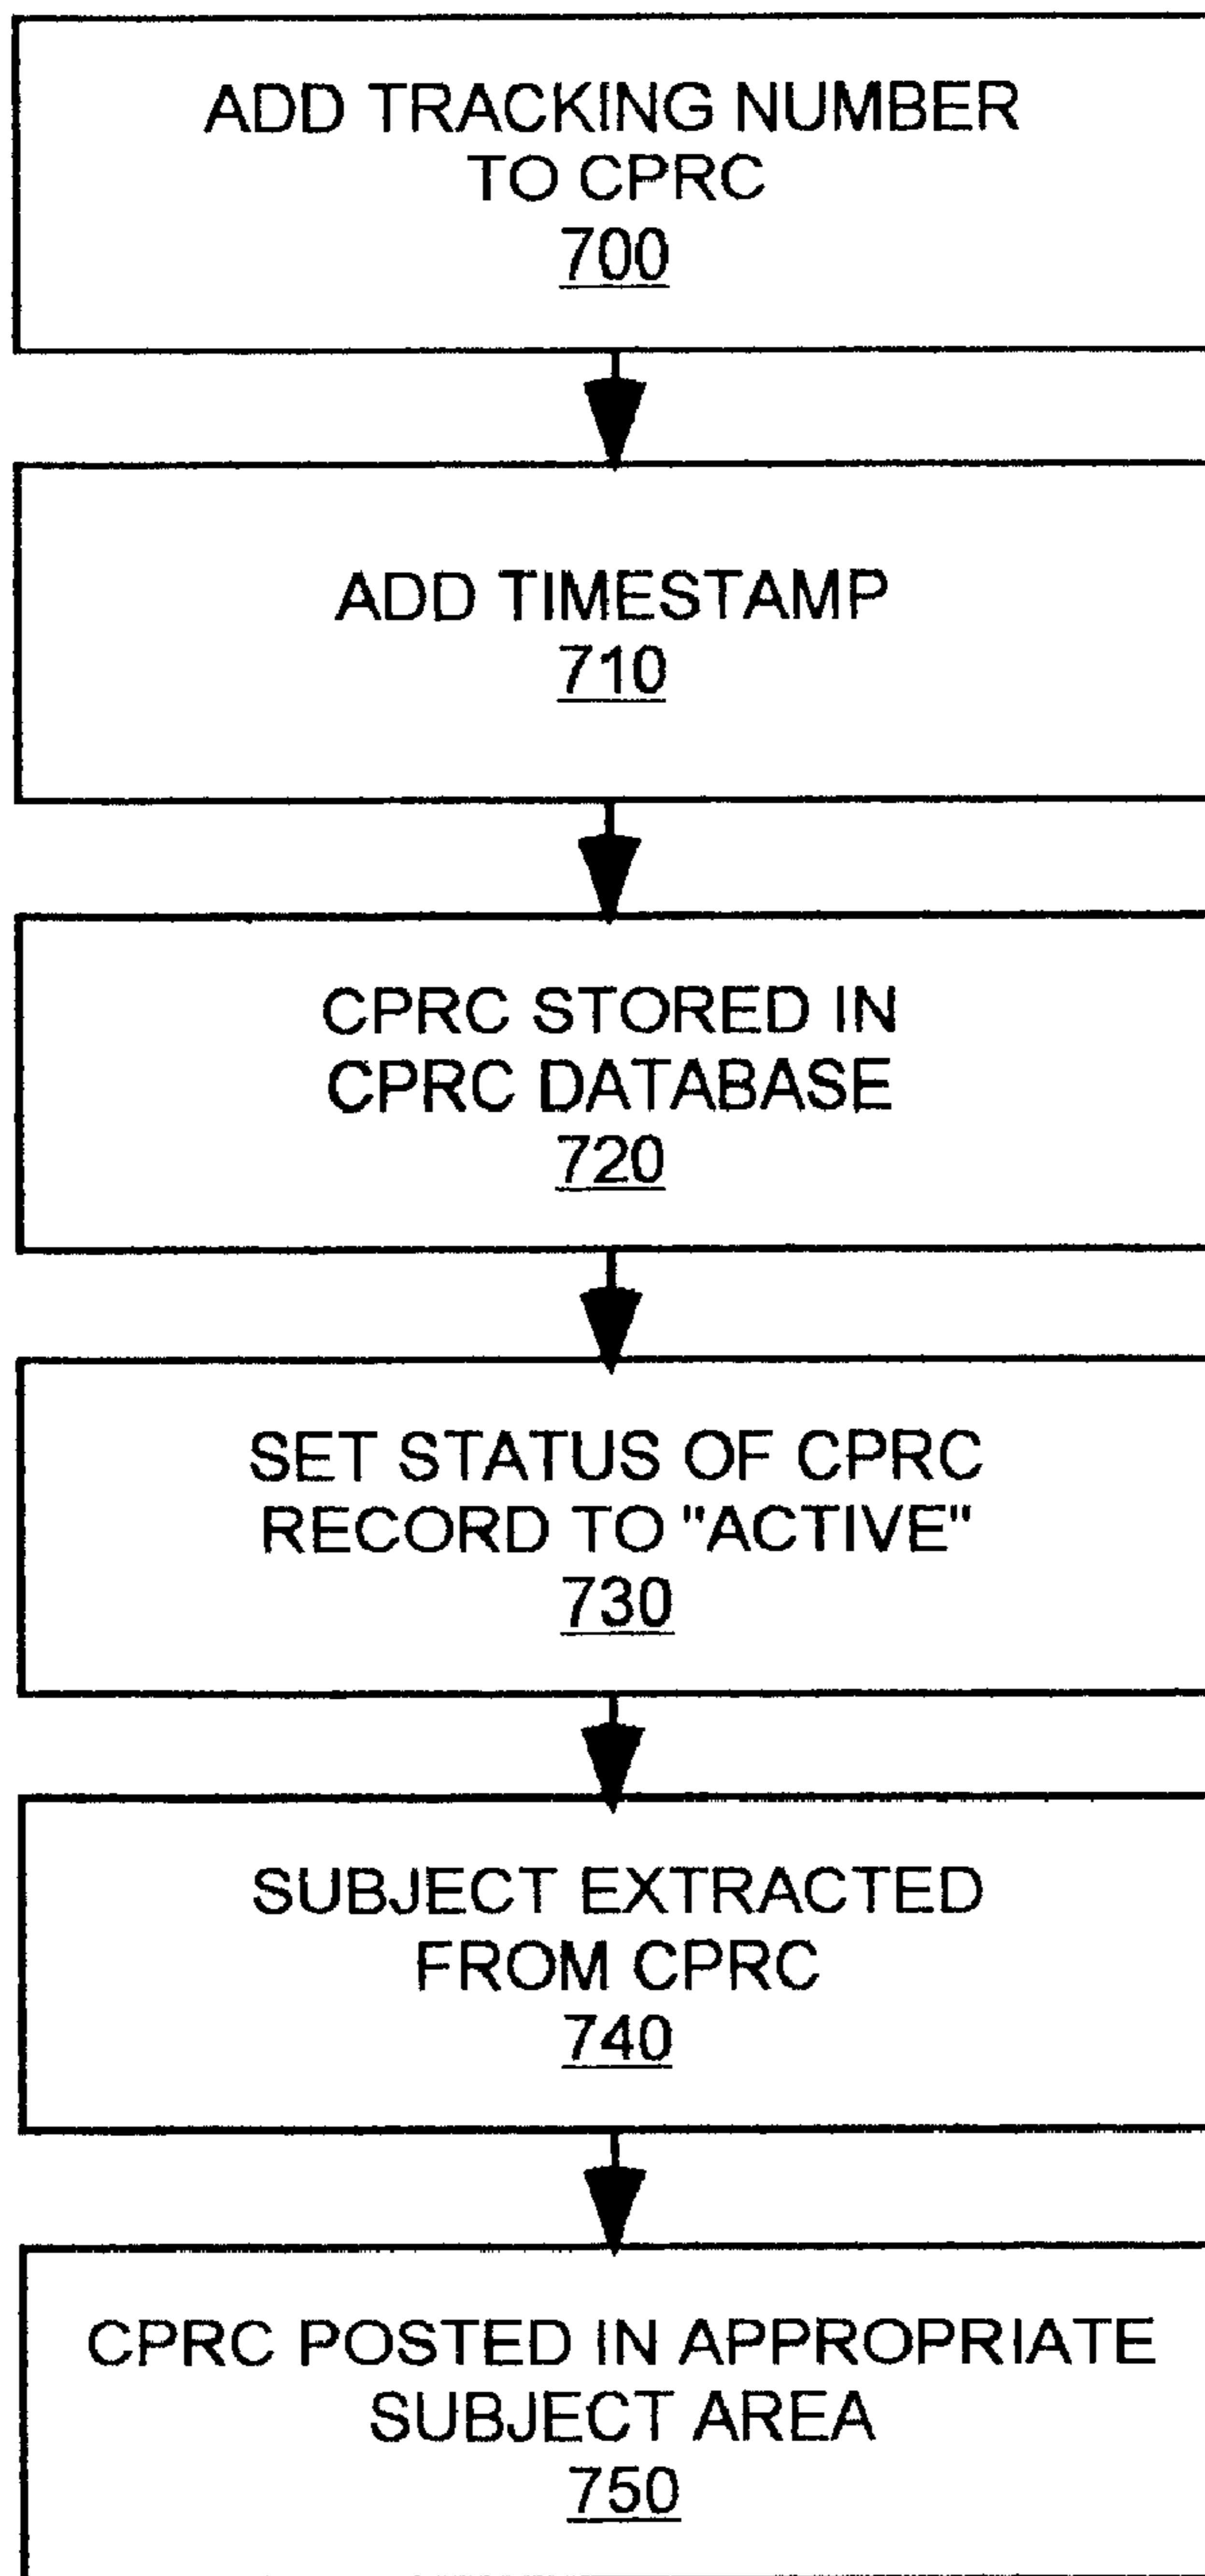 ADD TRACKING NUMBER
TO CPRC
700
ADD TIMESTAMP
710
CPRC STORED IN
CPRC DATABASE
720
SET STATUS OF CPRC
RECORD TO "ACTIVE"
730
SUBJECT EXTRACTED
FROM CPRC
740
CPRC POSTED IN APPROPRIATE
SUBJECT AREA
750